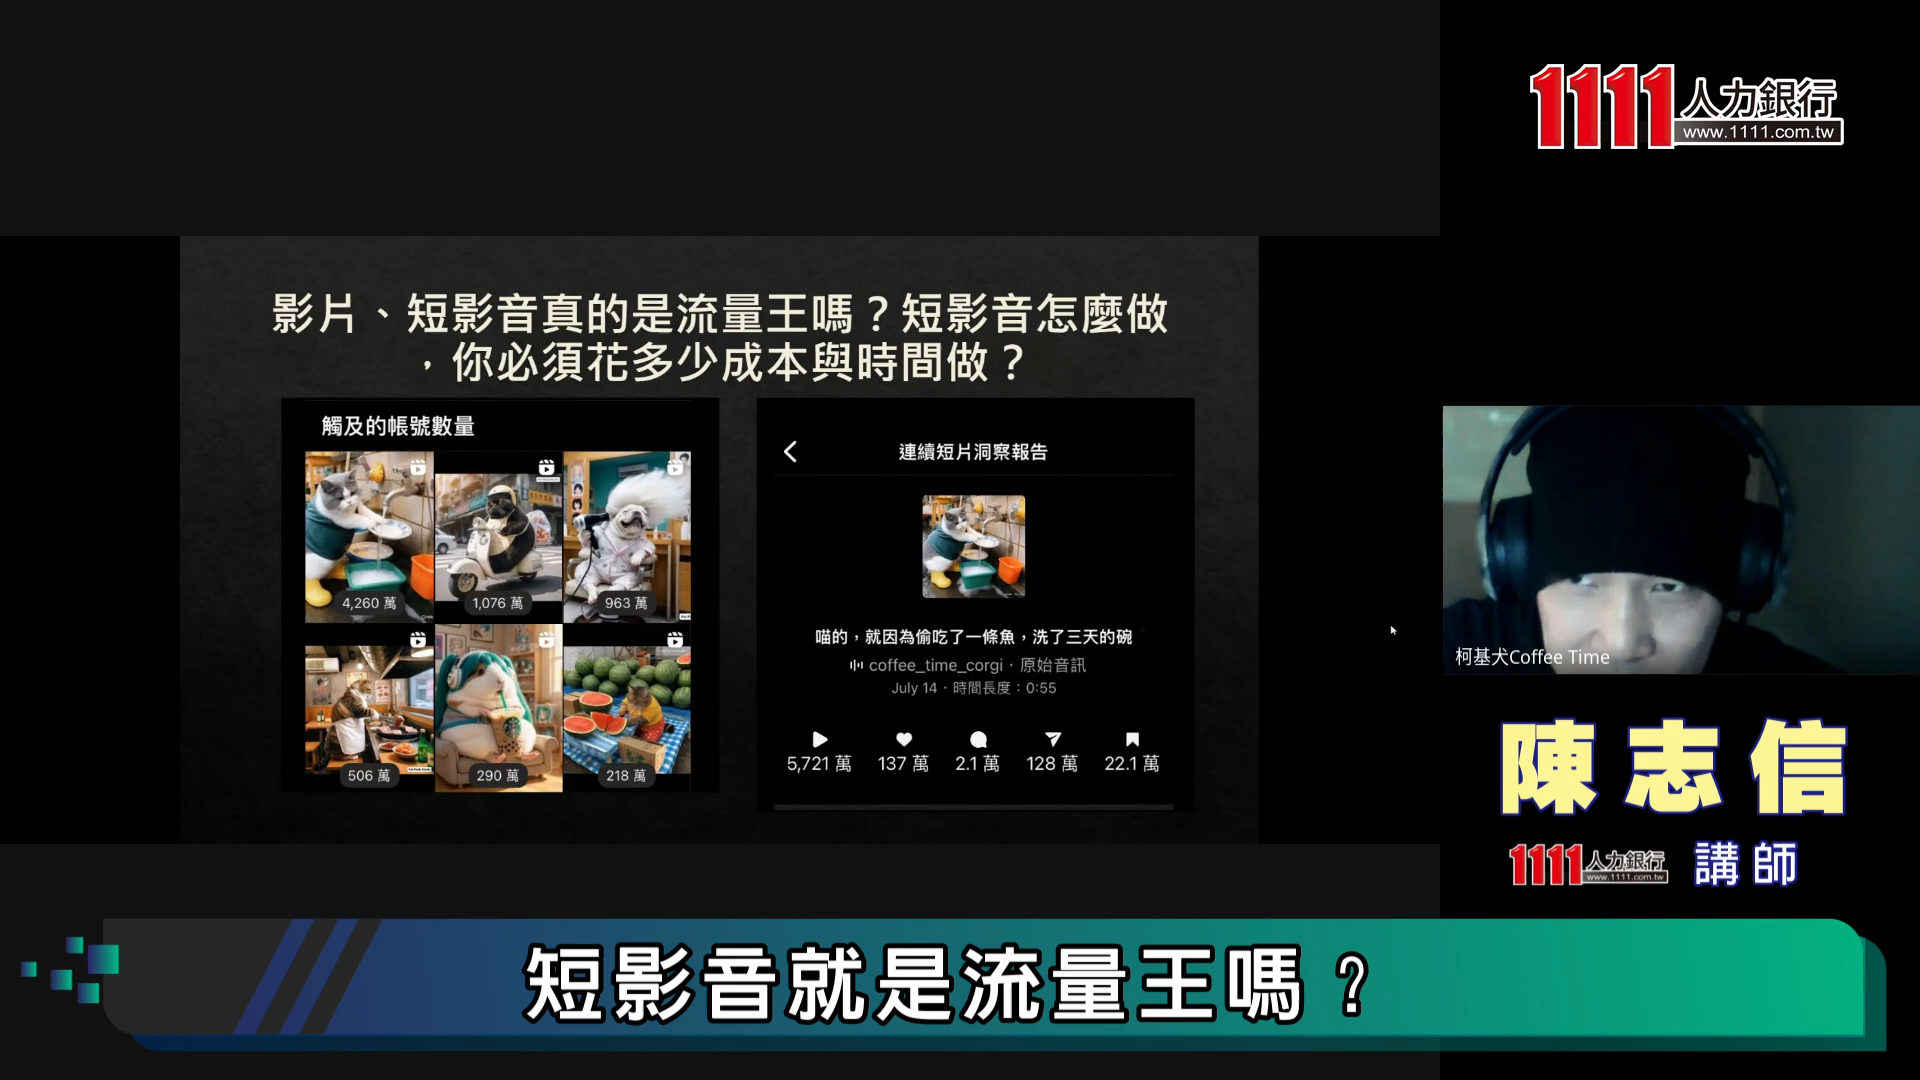 1111人力銀行
www.1111.com.tw
影片、短影音真的是流量王嗎？短影音怎麼做
，你必須花多少成本與時間做？
觸及的帳號數量
4,260 萬
1,076 萬
963 萬
506 萬
290 萬
218 萬
連續短片洞察報告
喵的，就因為偷吃了一條魚，洗了三天的碗
coffee_time_corgi · 原始音訊
July 14 · 時間長度：0:55
5,721 萬
137 萬
2.1 萬
128 萬
22.1 萬
柯基犬Coffee Time
陳志信
1111人力銀行
www.1111.com.tw
講師
短影音就是流量王嗎？